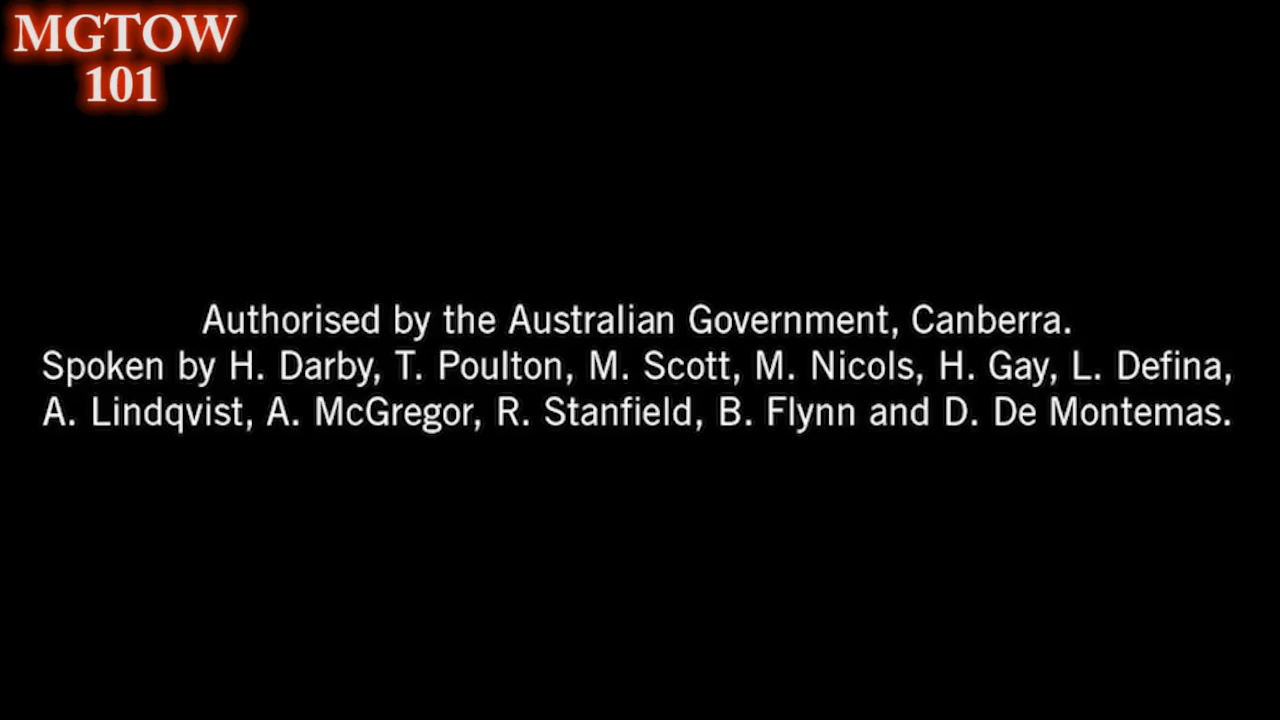 MGTOW
101
Authorised by the Australian Government, Canberra.
Spoken by H. Darby, T. Poulton, M. Scott, M. Nicols, H. Gay, L. Defina,
A. Lindqvist, A. McGregor, R. Stanfield, B. Flynn and D. De Montemas.